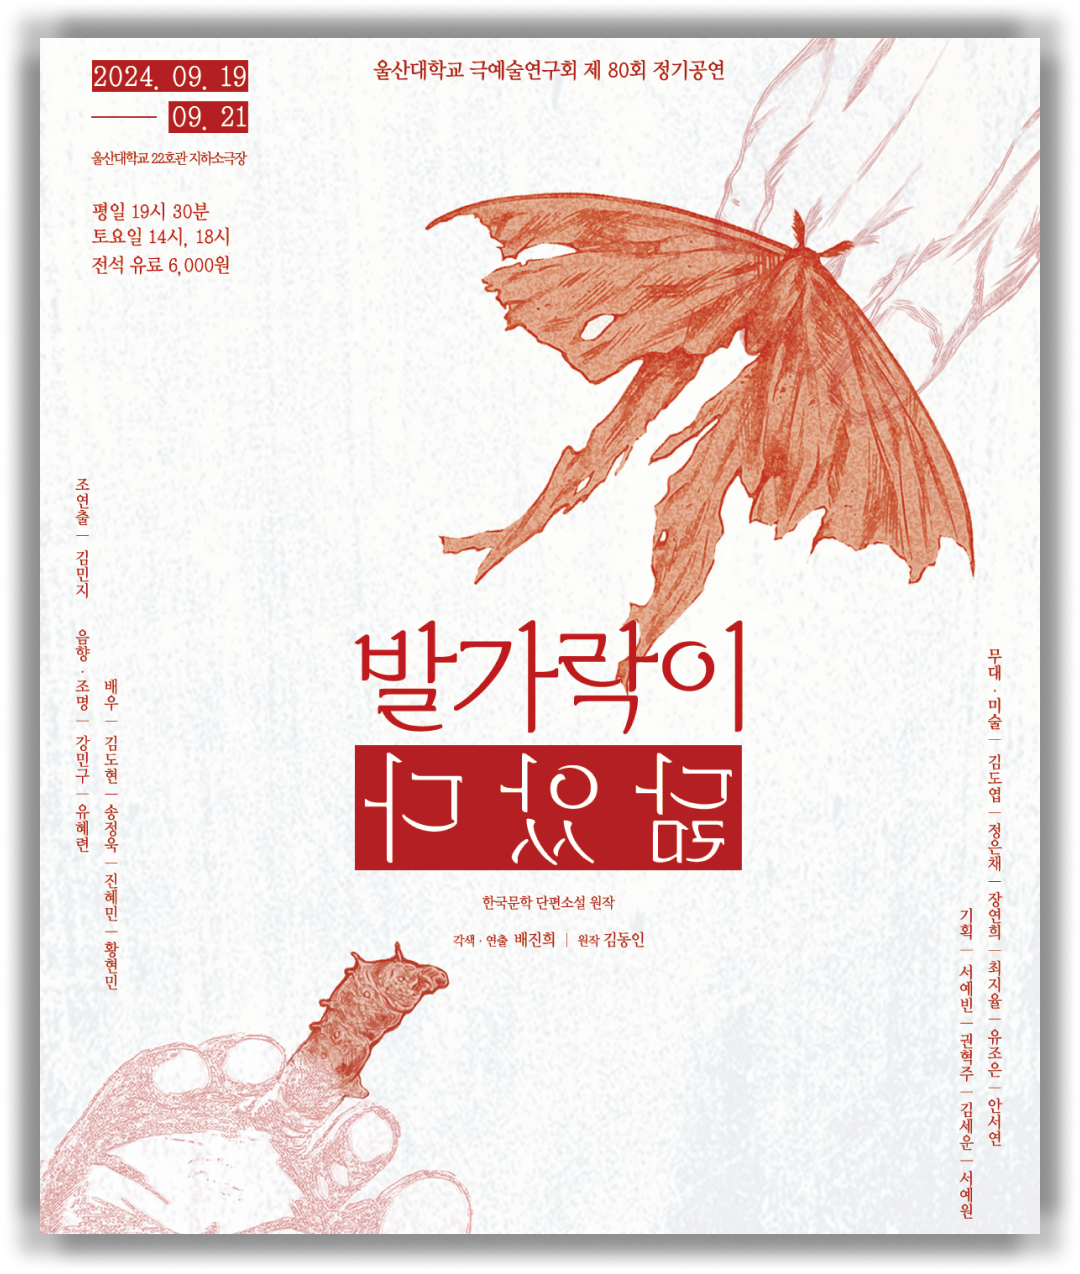 2024. 09. 19
09. 21
울산대학교 22호관 지하소극장
평일 19시 30분
토요일 14시, 18시
전석 유료 6,000원
울산대학교 극예술연구회 제 80회 정기공연
발가락이
닮았다
한국문학 단편소설 원작
각색 · 연출 배진희 | 원작 김동인
조연출 | 김민지
음향 · 조명 | 강민구 | 유혜련
배우 | 김도현 | 송정욱 | 진혜민 | 황현민
무대 · 미술 | 김도엽 | 정은채 | 장연희 | 최지율 | 유조은 | 안서연
기획 | 서예빈 | 권혁주 | 김세운 | 서예원